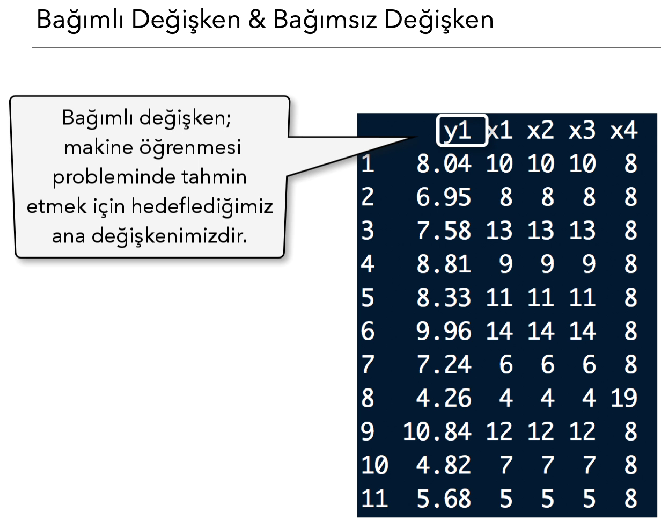 Bağımlı Değişken & Bağımsız Değişken
Bağımlı değişken;
makine öğrenmesi
probleminde tahmin
etmek için hedeflediğimiz
ana değişkenimizdir.
y1 x1 x2 x3 x4
1 8.04 10 10 10 8
2 6.95 8 8 8 8
3 7.58 13 13 13 8
4 8.81 9 9 9 8
5 8.33 11 11 11 8
6 9.96 14 14 14 8
7 7.24 6 6 6 8
8 4.26 4 4 4 19
9 10.84 12 12 12 8
10 4.82 7 7 7 8
11 5.68 5 5 5 8